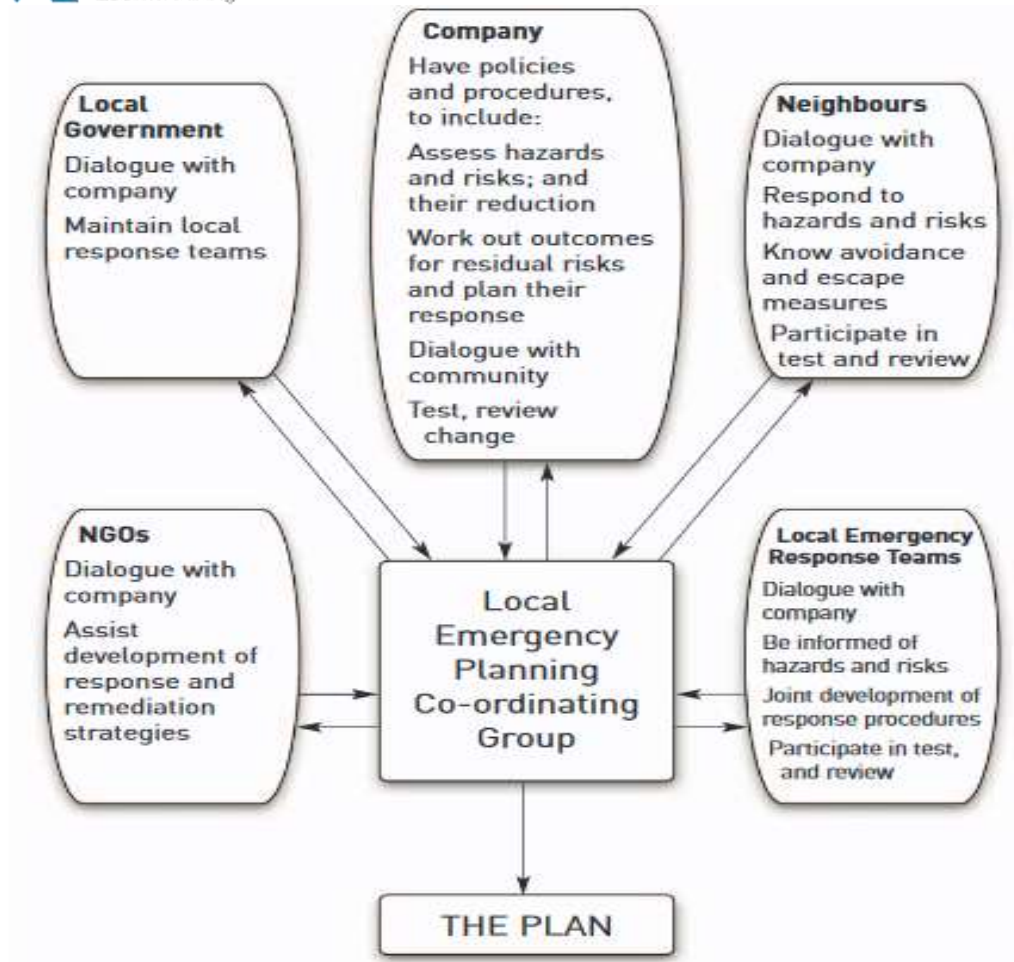 Company
Have policies
and procedures,
to include:
Assess hazards
and risks; and
their reduction
Work out outcomes
for residual risks
and plan their
response
Dialogue with
community
Test, review
change
Local
Government
Dialogue with
company
Maintain local
response teams
Neighbours
Dialogue with
company
Respond to
hazards and risks
Know avoidance
and escape
measures
Participate in
test and review
NGOs
Dialogue with
company
Assist
development of
response and
remediation
strategies
Local
Emergency
Planning
Co-ordinating
Group
Local Emergency
Response Teams
Dialogue with
company
Be informed of
hazards and risks
Joint development of
response procedures
Participate in test,
and review
THE PLAN